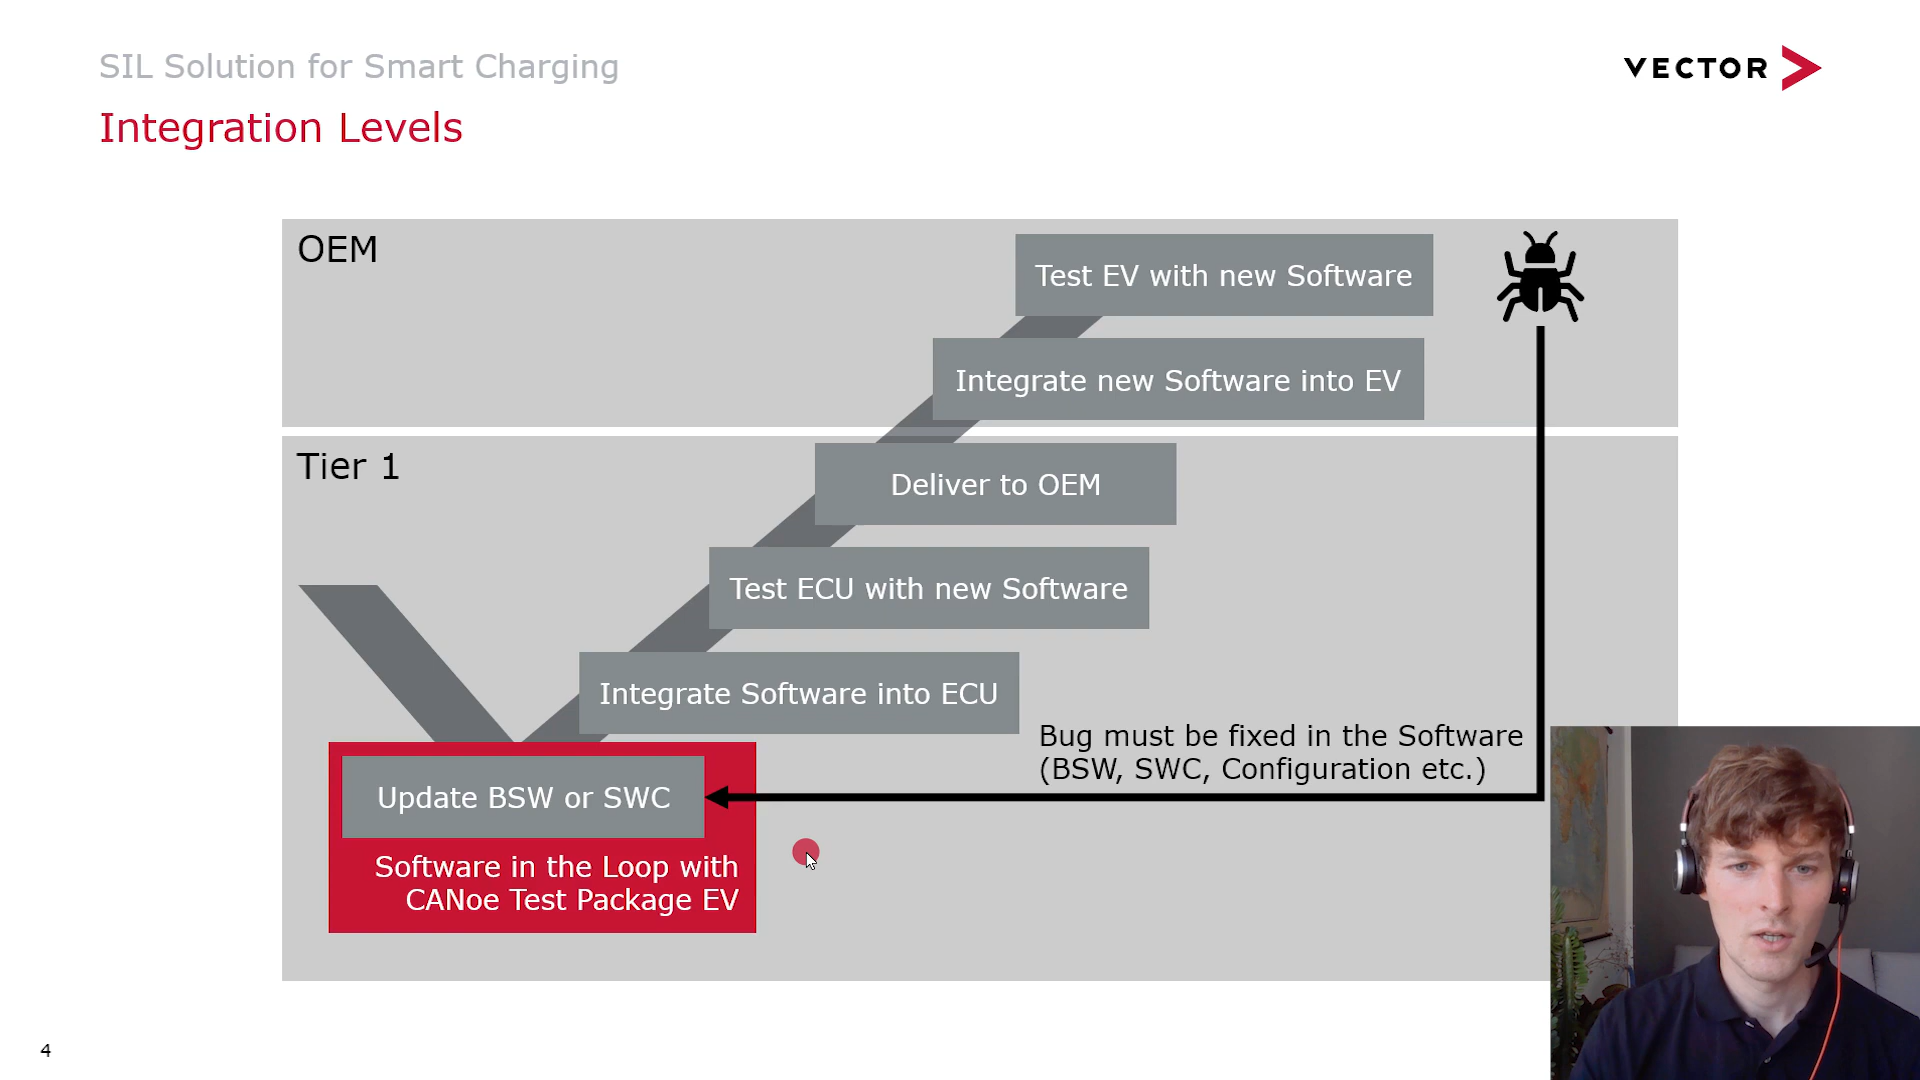 SIL Solution for Smart Charging
Integration Levels
VECTOR
OEM
Test EV with new Software
Integrate new Software into EV
Tier 1
Deliver to OEM
Test ECU with new Software
Integrate Software into ECU
Bug must be fixed in the Software
(BSW, SWC, Configuration etc.)
Update BSW or SWC
Software in the Loop with
CANoe Test Package EV
4